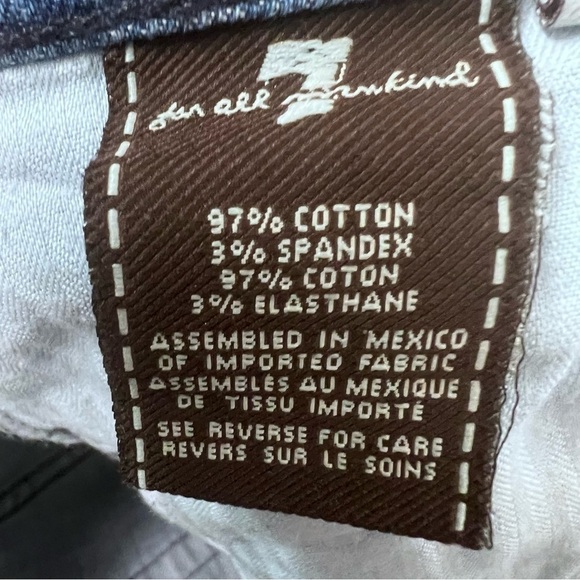 7
for all mankind
97% COTTON
3% SPANDEX
97% COTON
3% ELASTHANE
ASSEMBLED IN MEXICO
OF IMPORTED FABRIC
ASSEMBLÉS AU MEXIQUE
DE TISSU IMPORTÉ
SEE REVERSE FOR CARE
REVERS SUR LE SOINS